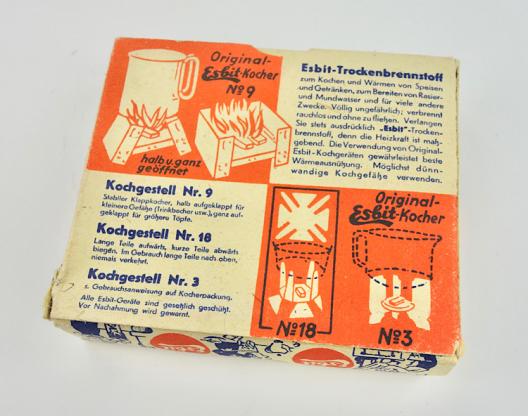 Original-
Esbit-Kocher
No 9
halb u. ganz
geöffnet
Esbit-Trockenbrennstoff
zum Kochen und Wärmen von Speisen
und Getränken, zum Bereiten von Rasier-
und Mundwasser und für viele andere
Zwecke. Völlig ungefährlich; verbrennt
rauchlos und ohne zu fließen. Verlangen
Sie stets ausdrücklich „Esbit"-Trocken-
brennstoff, denn die Heizkraft ist maß-
gebend. Die Verwendung von Original-
Esbit-Kochgeräten gewährleistet beste
Wärmeausnützung. Möglichst dünn-
wandige Kochgefäße verwenden.
Kochgestell Nr. 9
Stabiler Klappkocher, halb aufgeklappt für
kleinere Gefäße (Trinkbecher usw.), ganz auf-
geklappt für größere Töpfe.
Kochgestell Nr. 18
Lange Teile aufwärts, kurze Teile abwärts
biegen. Im Gebrauch lange Teile nach oben,
niemals verkehrt.
Kochgestell Nr. 3
s. Gebrauchsanweisung auf Kocherpackung.
Alle Esbit-Geräte sind gesetzlich geschützt.
Vor Nachahmung wird gewarnt.
Original-
Esbit-Kocher
No 18
No 3